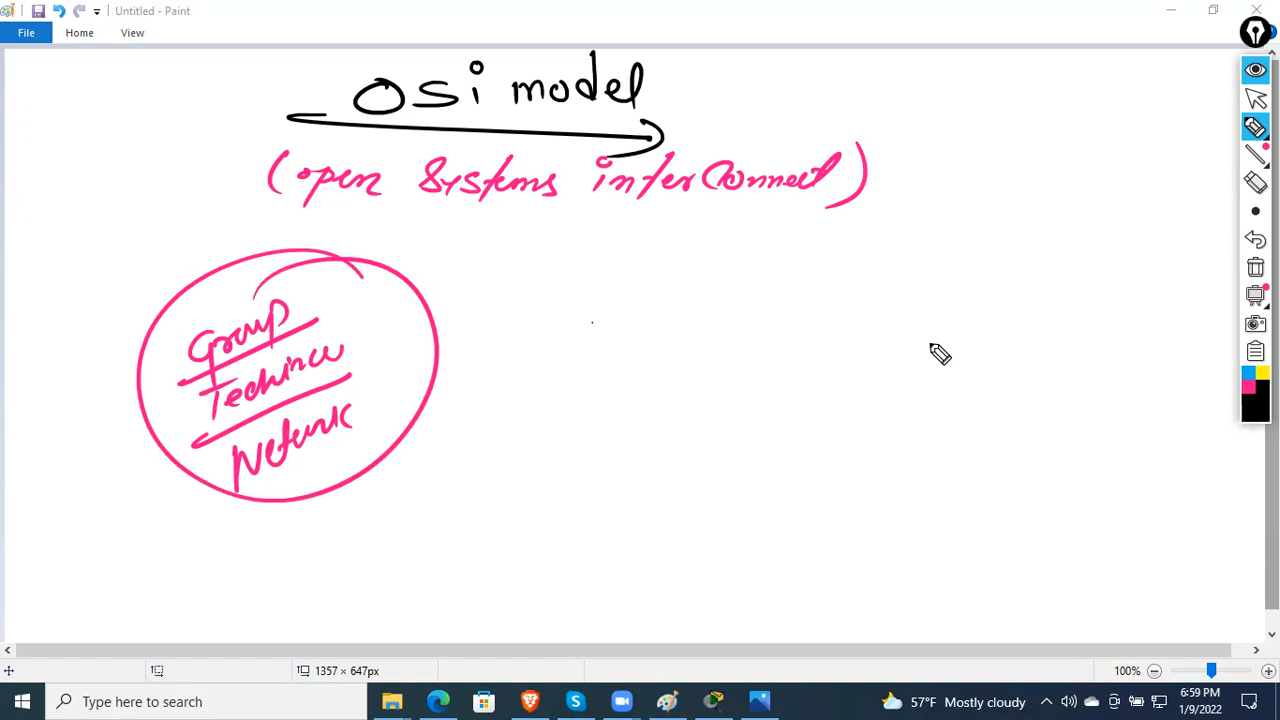 Untitled - Paint
File Home View
Osi model
(open Systems interConnect)
Group
Network
1357 × 647px
100%
Type here to search
57°F Mostly cloudy
6:59 PM
1/9/2022